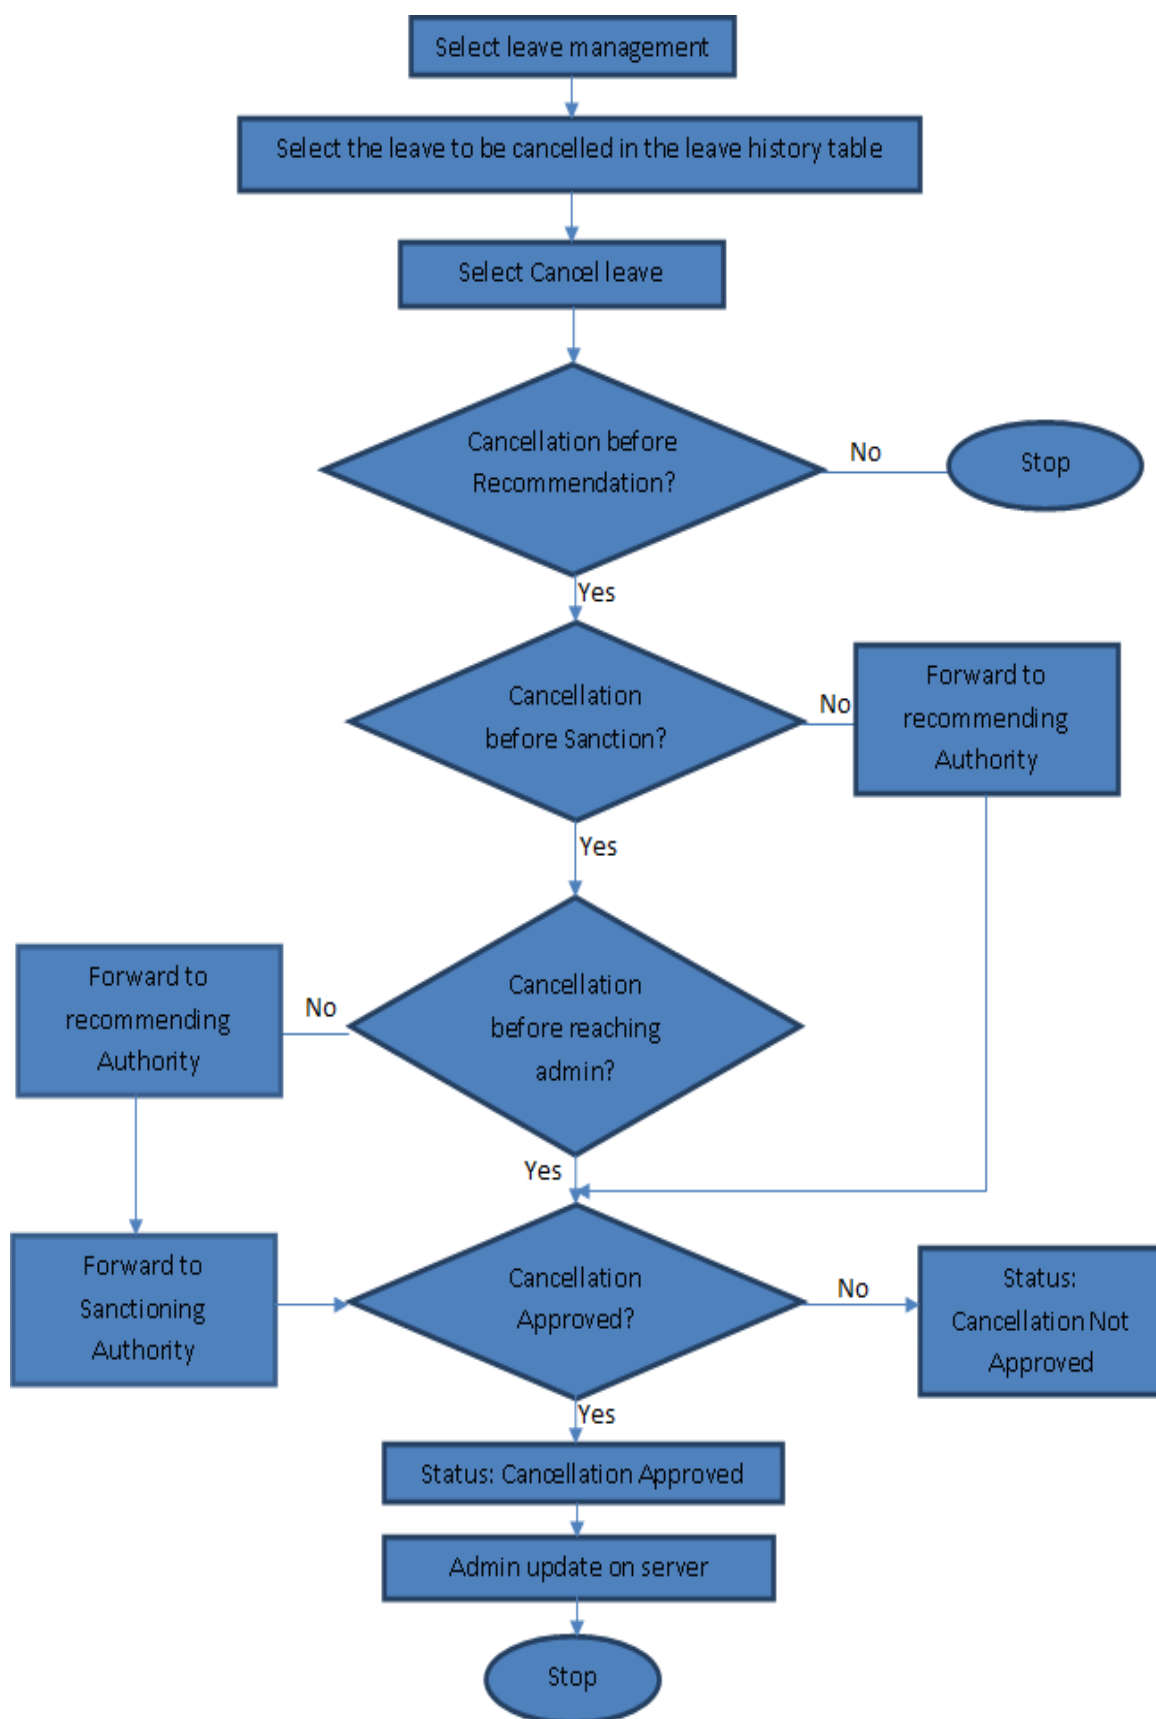 Select leave management
Select the leave to be cancelled in the leave history table
Select Cancel leave
Cancellation before
Recommendation?
No
Stop
Yes
Cancellation
before Sanction?
No
Forward to
recommending
Authority
Yes
Forward to
recommending
Authority
No
Cancellation
before reaching
admin?
Yes
Forward to
Sanctioning
Authority
Cancellation
Approved?
No
Status:
Cancellation Not
Approved
Yes
Status: Cancellation Approved
Admin update on server
Stop